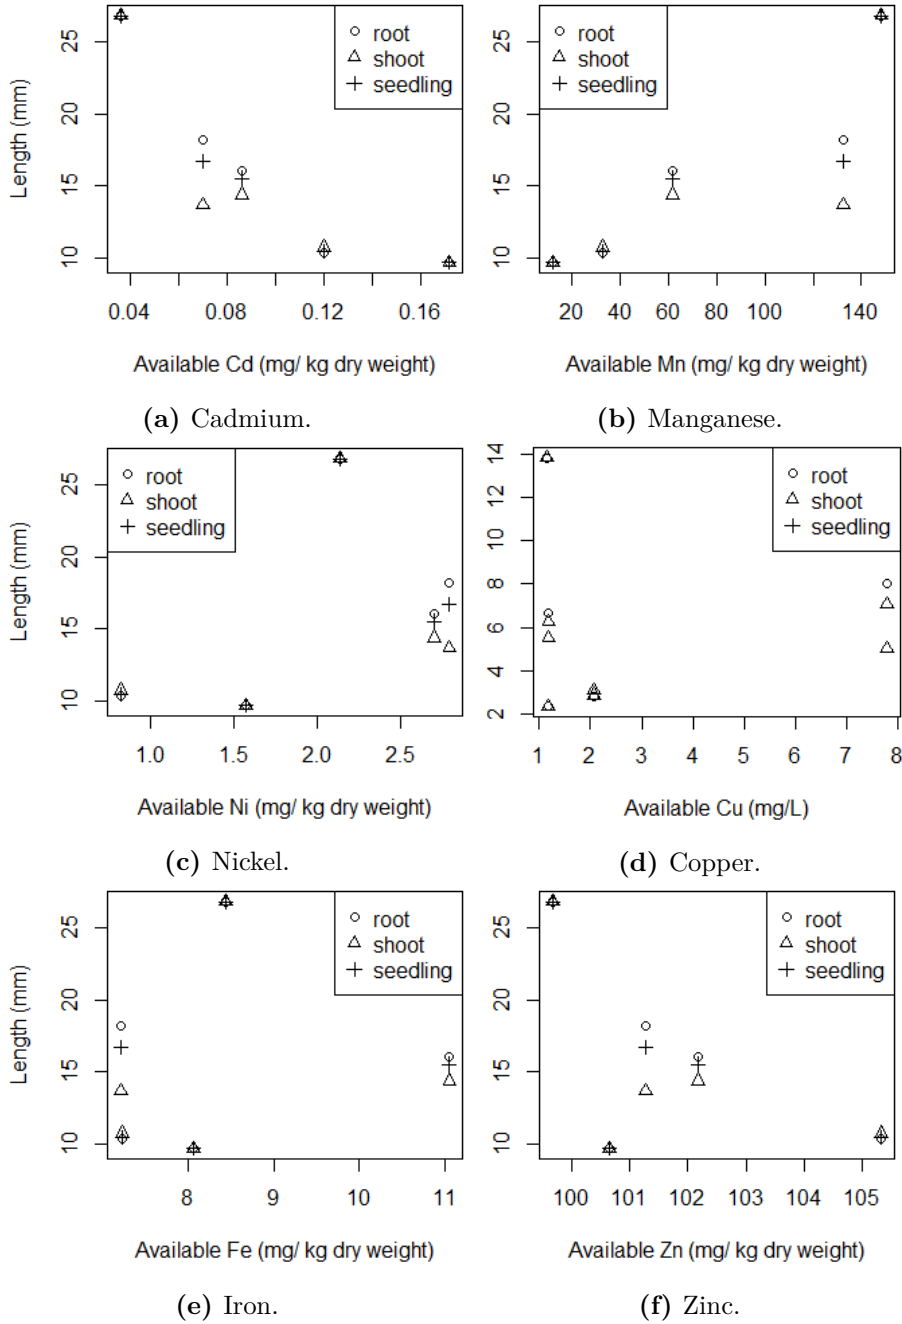 root
shoot
seedling
Length (mm)
10 15 20 25
0.04 0.08 0.12 0.16
Available Cd (mg/ kg dry weight)
(a) Cadmium.
root
shoot
seedling
10 15 20 25
20 40 60 80 100 140
Available Mn (mg/ kg dry weight)
(b) Manganese.
root
shoot
seedling
Length (mm)
10 15 20 25
1.0 1.5 2.0 2.5
Available Ni (mg/ kg dry weight)
(c) Nickel.
root
shoot
seedling
2 4 6 8 10 12 14
1 2 3 4 5 6 7 8
Available Cu (mg/L)
(d) Copper.
root
shoot
seedling
Length (mm)
10 15 20 25
8 9 10 11
Available Fe (mg/ kg dry weight)
(e) Iron.
root
shoot
seedling
10 15 20 25
100 101 102 103 104 105
Available Zn (mg/ kg dry weight)
(f) Zinc.